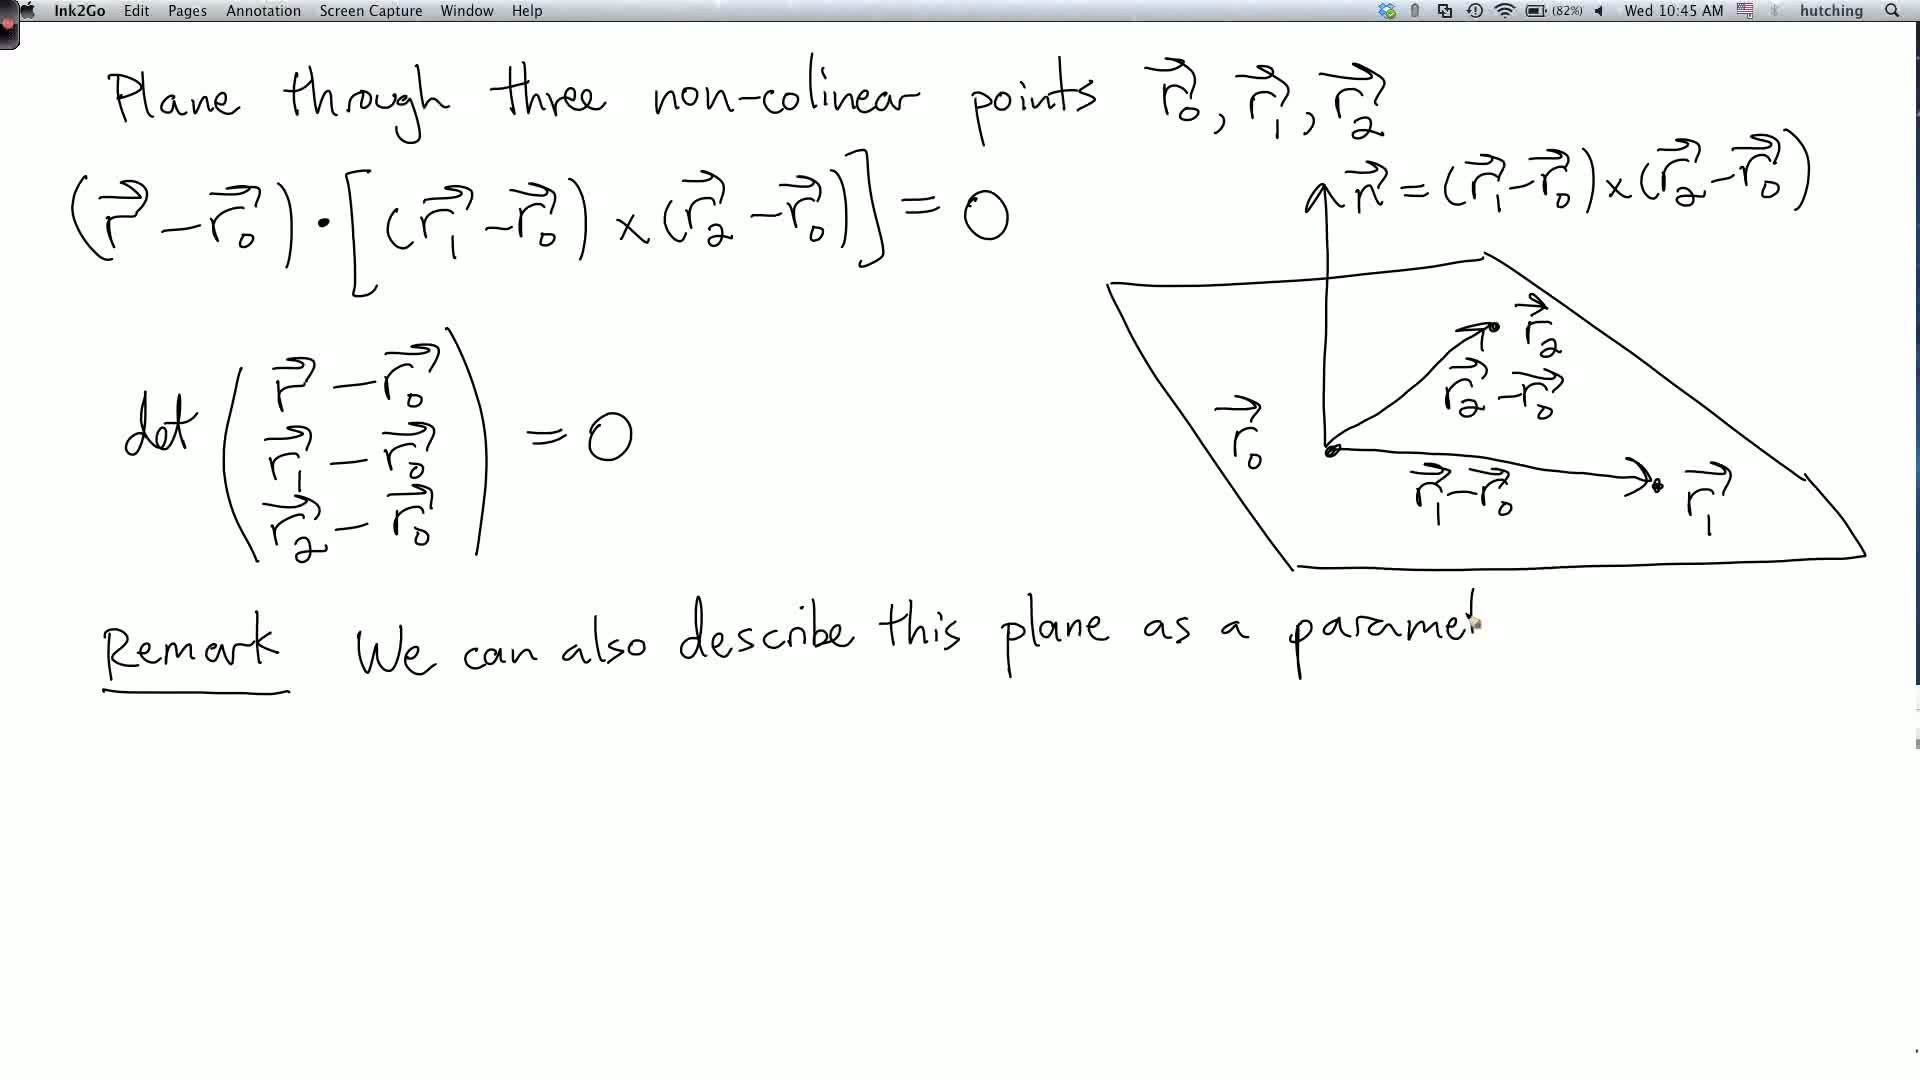 Ink2Go Edit Pages Annotation Screen Capture Window Help (82%) Wed 10:45 AM hutching
Plane through three non-colinear points r⃗₀, r⃗₁, r⃗₂
(r⃗ − r⃗₀) · [(r⃗₁ − r⃗₀) × (r⃗₂ − r⃗₀)] = 0
n⃗ = (r⃗₁ − r⃗₀) × (r⃗₂ − r⃗₀)
r⃗₂
r⃗₂ − r⃗₀
r⃗₀
r⃗₁ − r⃗₀
r⃗₁
det ( r⃗ − r⃗₀
r⃗₁ − r⃗₀
r⃗₂ − r⃗₀ ) = 0
Remark We can also describe this plane as a paramet